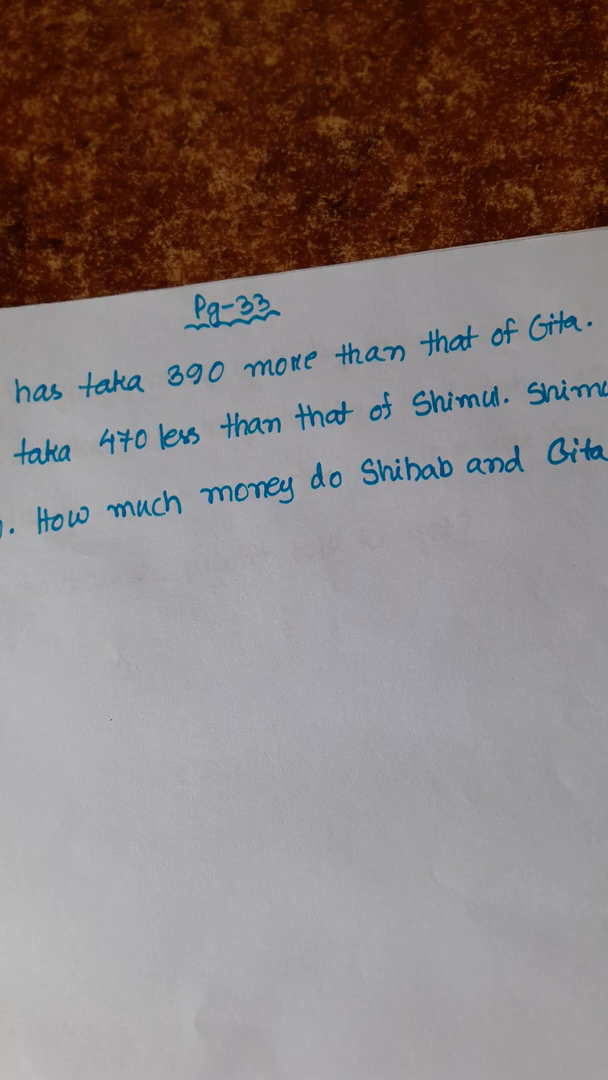 Pg-33
has taka 390 more than that of Gita.
taka 470 less than that of Shimul. Shimu
). How much money do Shihab and Gita